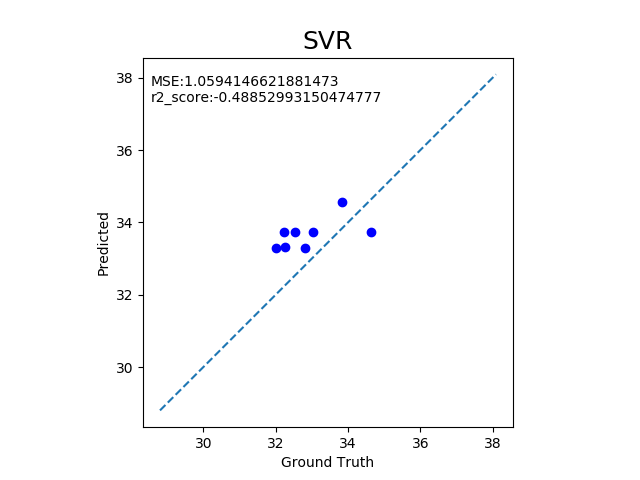 SVR
MSE:1.0594146621881473
r2_score:-0.48852993150474777
38
36
34
32
30
Predicted
30 32 34 36 38
Ground Truth